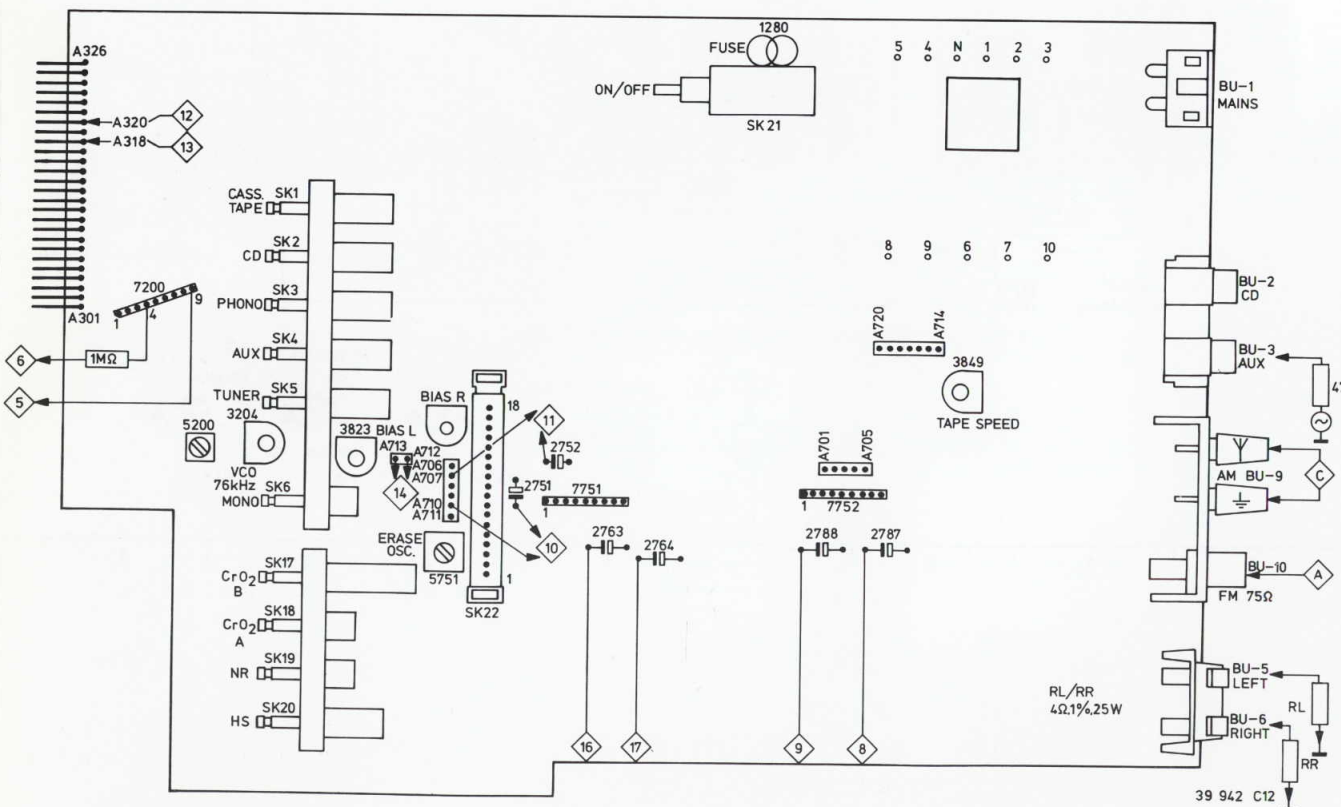 A326
A320
12
A318
13
A301
7200
1
4
9
6
1MΩ
5
CASS. TAPE
SK1
SK2
CD
SK3
PHONO
SK4
AUX
SK5
TUNER
3204
5200
VCO
76kHz
SK6
MONO
3823
BIAS L
BIAS R
A713
A712
A706
A707
A710
A711
14
ERASE
OSC.
5751
18
1
SK22
11
2752
2751
10
1
7751
2763
2764
SK17
CrO2
B
SK18
CrO2
A
SK19
NR
SK20
HS
16
17
9
8
1280
FUSE
ON/OFF
SK21
5 4 N 1 2 3
8 9 6 7 10
A720
A714
3849
TAPE SPEED
A701
A705
1
7752
2788
2787
BU-1
MAINS
BU-2
CD
BU-3
AUX
AM BU-9
C
BU-10
FM 75Ω
A
BU-5
LEFT
BU-6
RIGHT
RL
RR
RL/RR
4Ω,1%,25W
39 942 C12